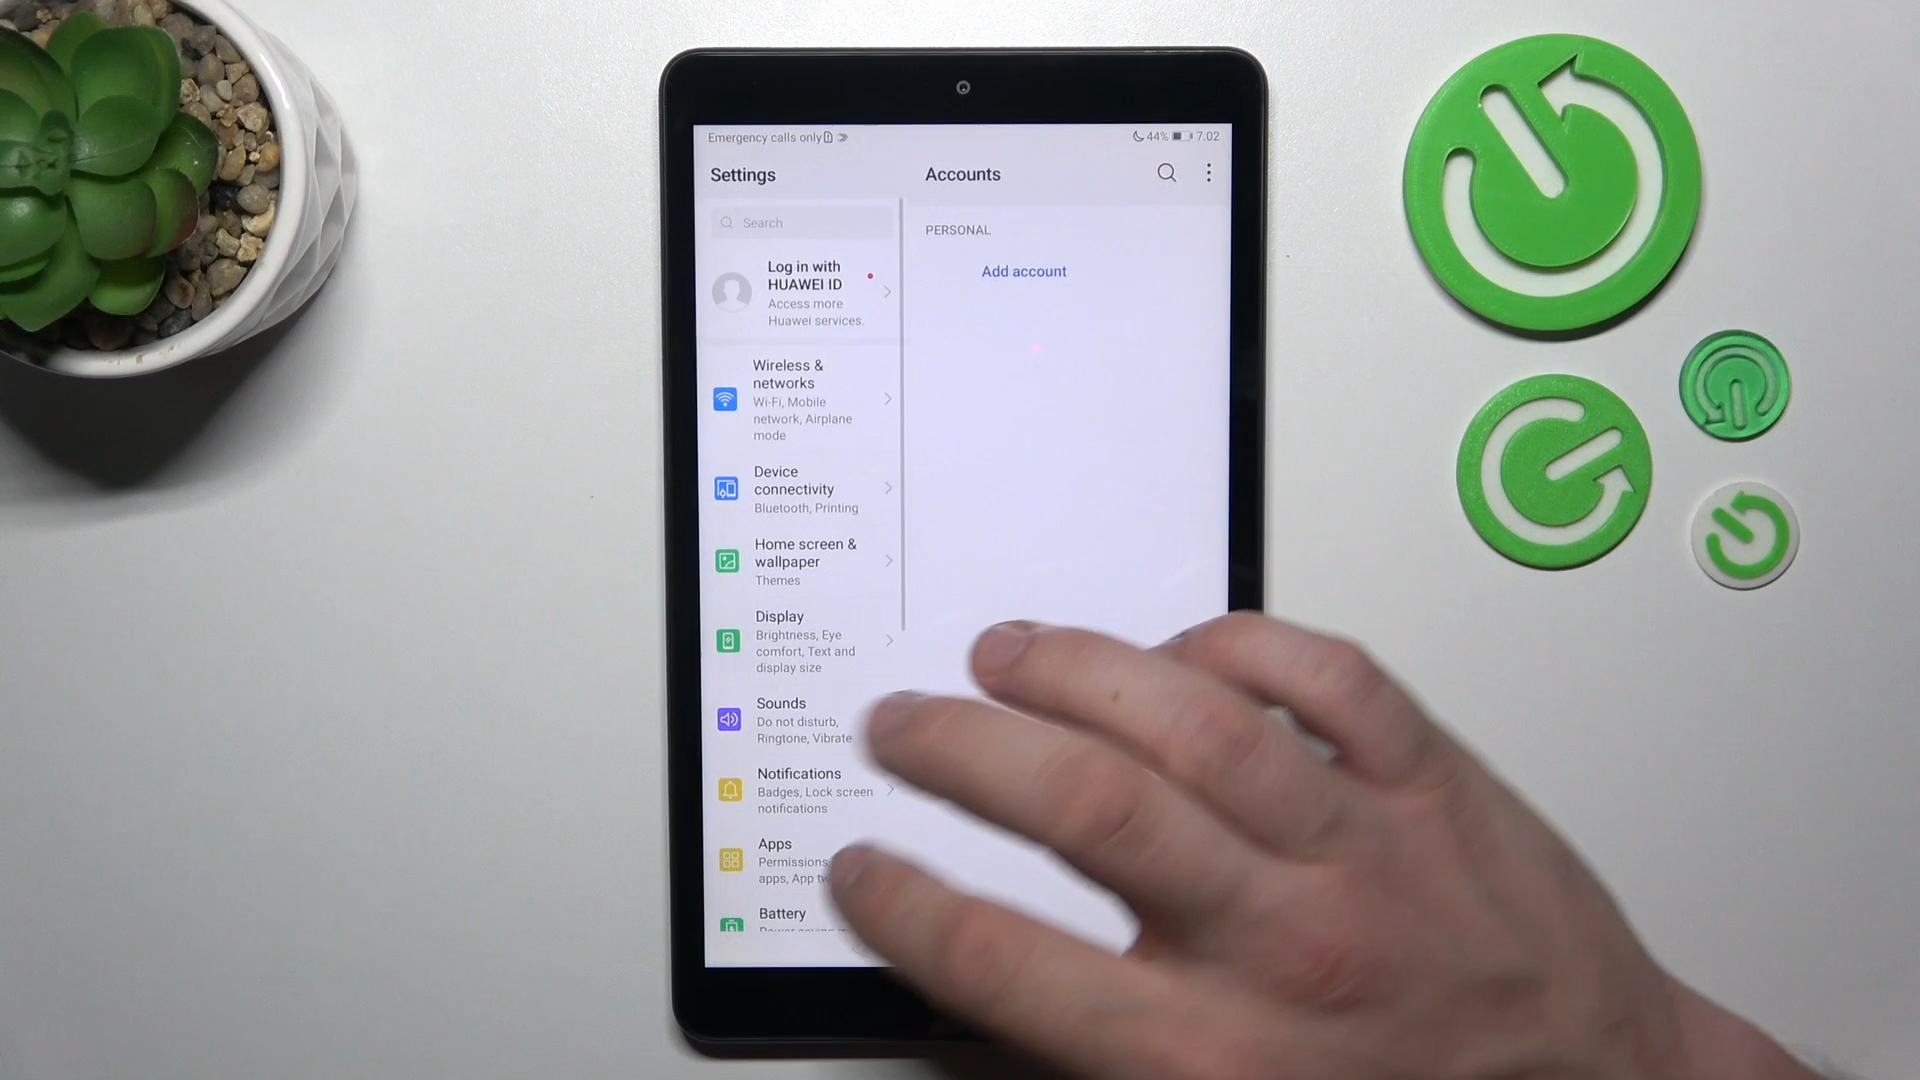 Emergency calls only
44% 7.02
Settings
Accounts
Search
PERSONAL
Add account
Log in with
HUAWEI ID
Access more
Huawei services.
Wireless &
networks
Wi-Fi, Mobile
network, Airplane
mode
Device
connectivity
Bluetooth, Printing
Home screen &
wallpaper
Themes
Display
Brightness, Eye
comfort, Text and
display size
Sounds
Do not disturb,
Ringtone, Vibrate
Notifications
Badges, Lock screen
notifications
Apps
Permissions
apps, App
Battery